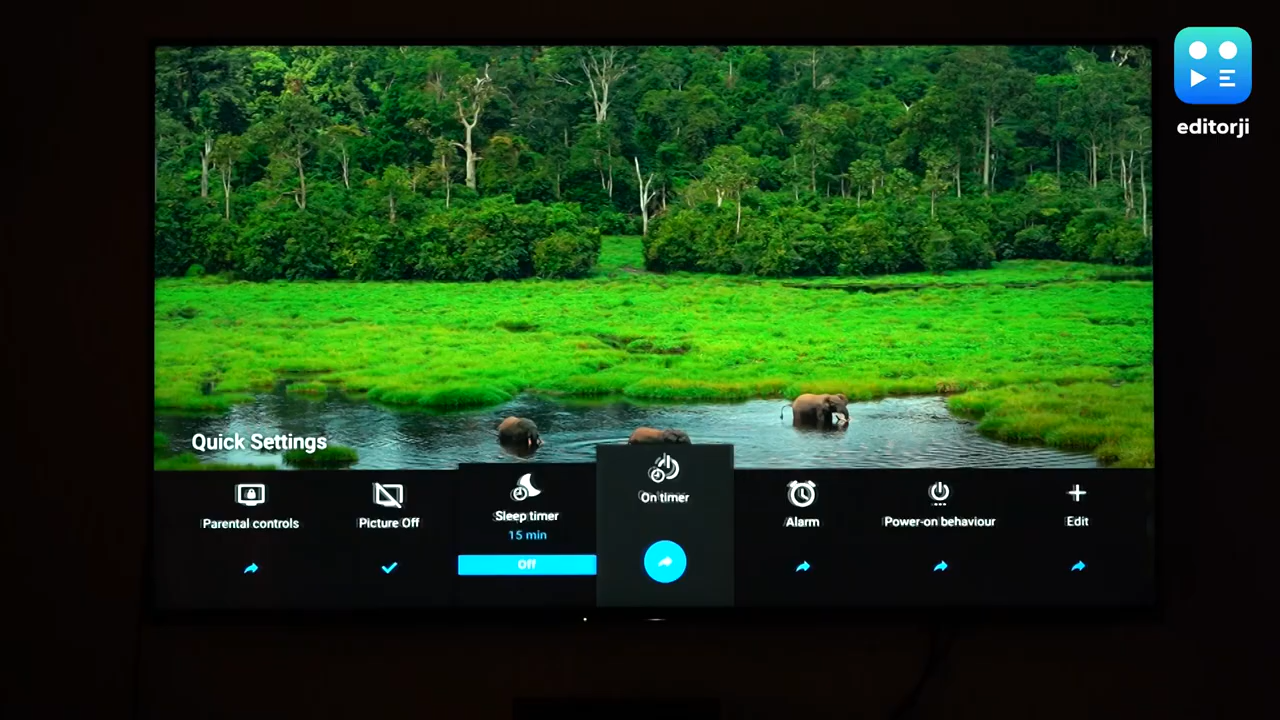 editorji
Quick Settings
Parental controls
Picture Off
Sleep timer
15 min
Off
On timer
Alarm
Power-on behaviour
Edit